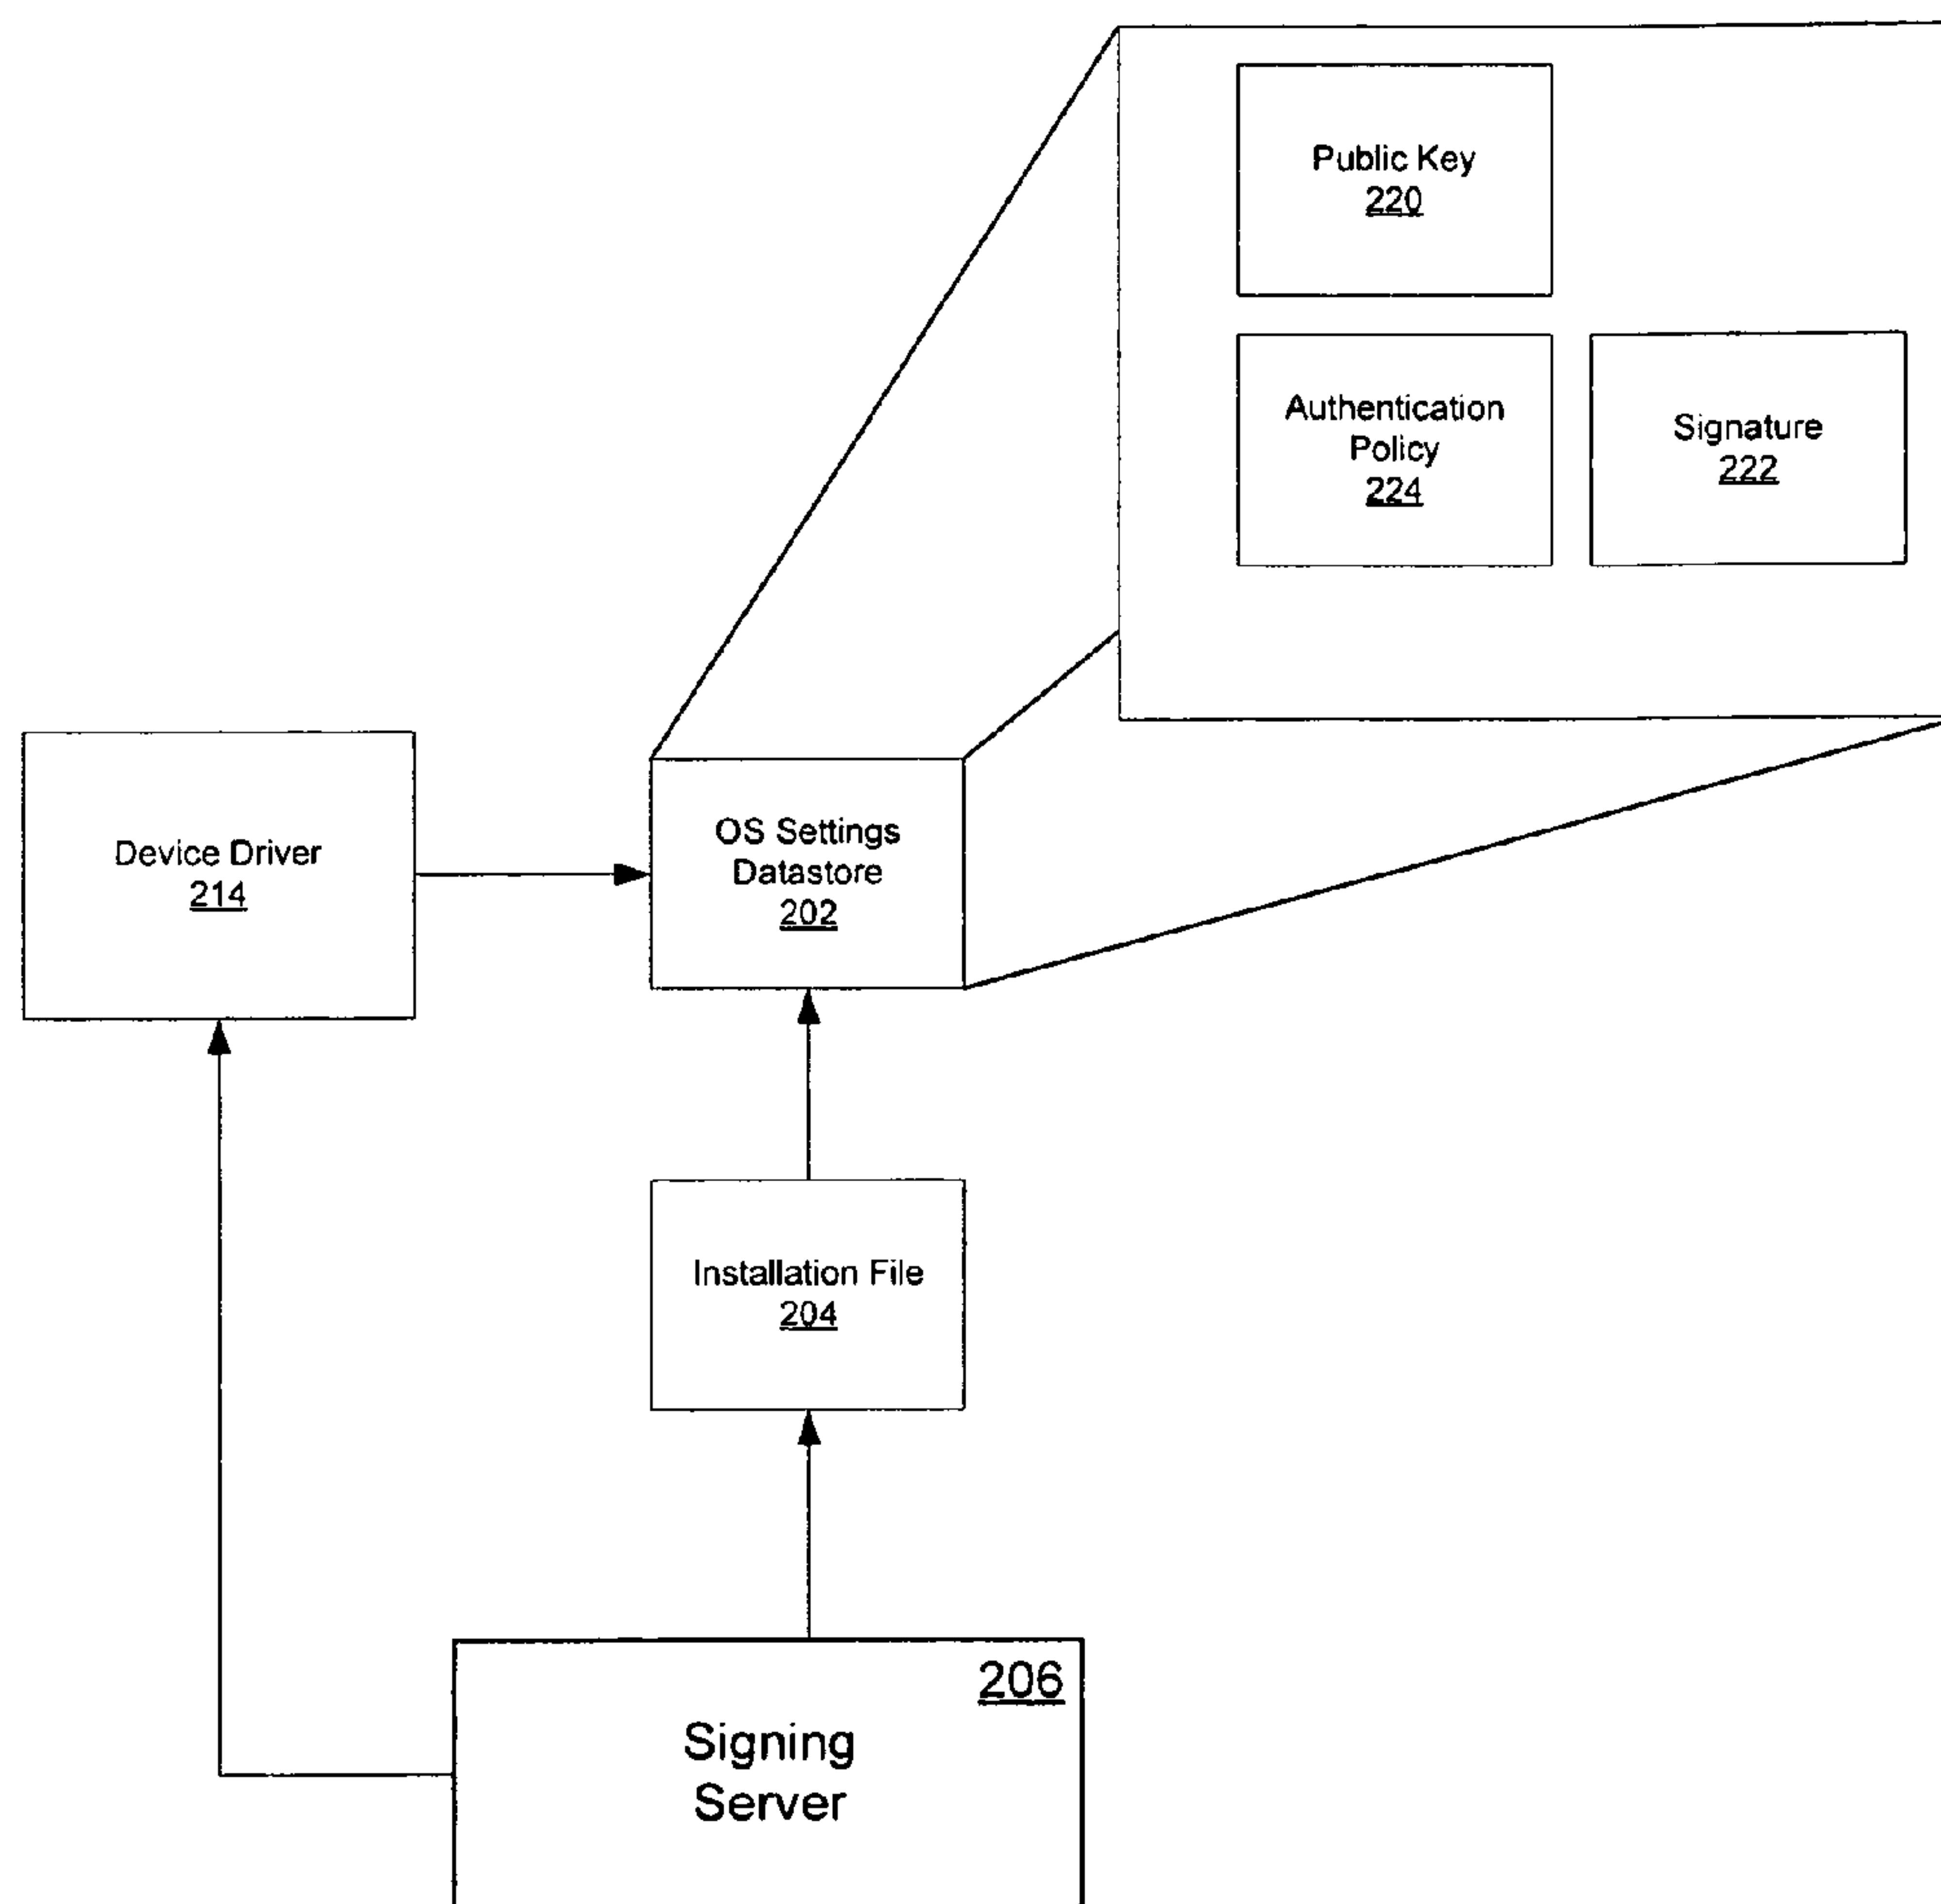 Public Key
220
Authentication
Policy
224
Signature
222
Device Driver
214
OS Settings
Datastore
202
Installation File
204
206
Signing
Server